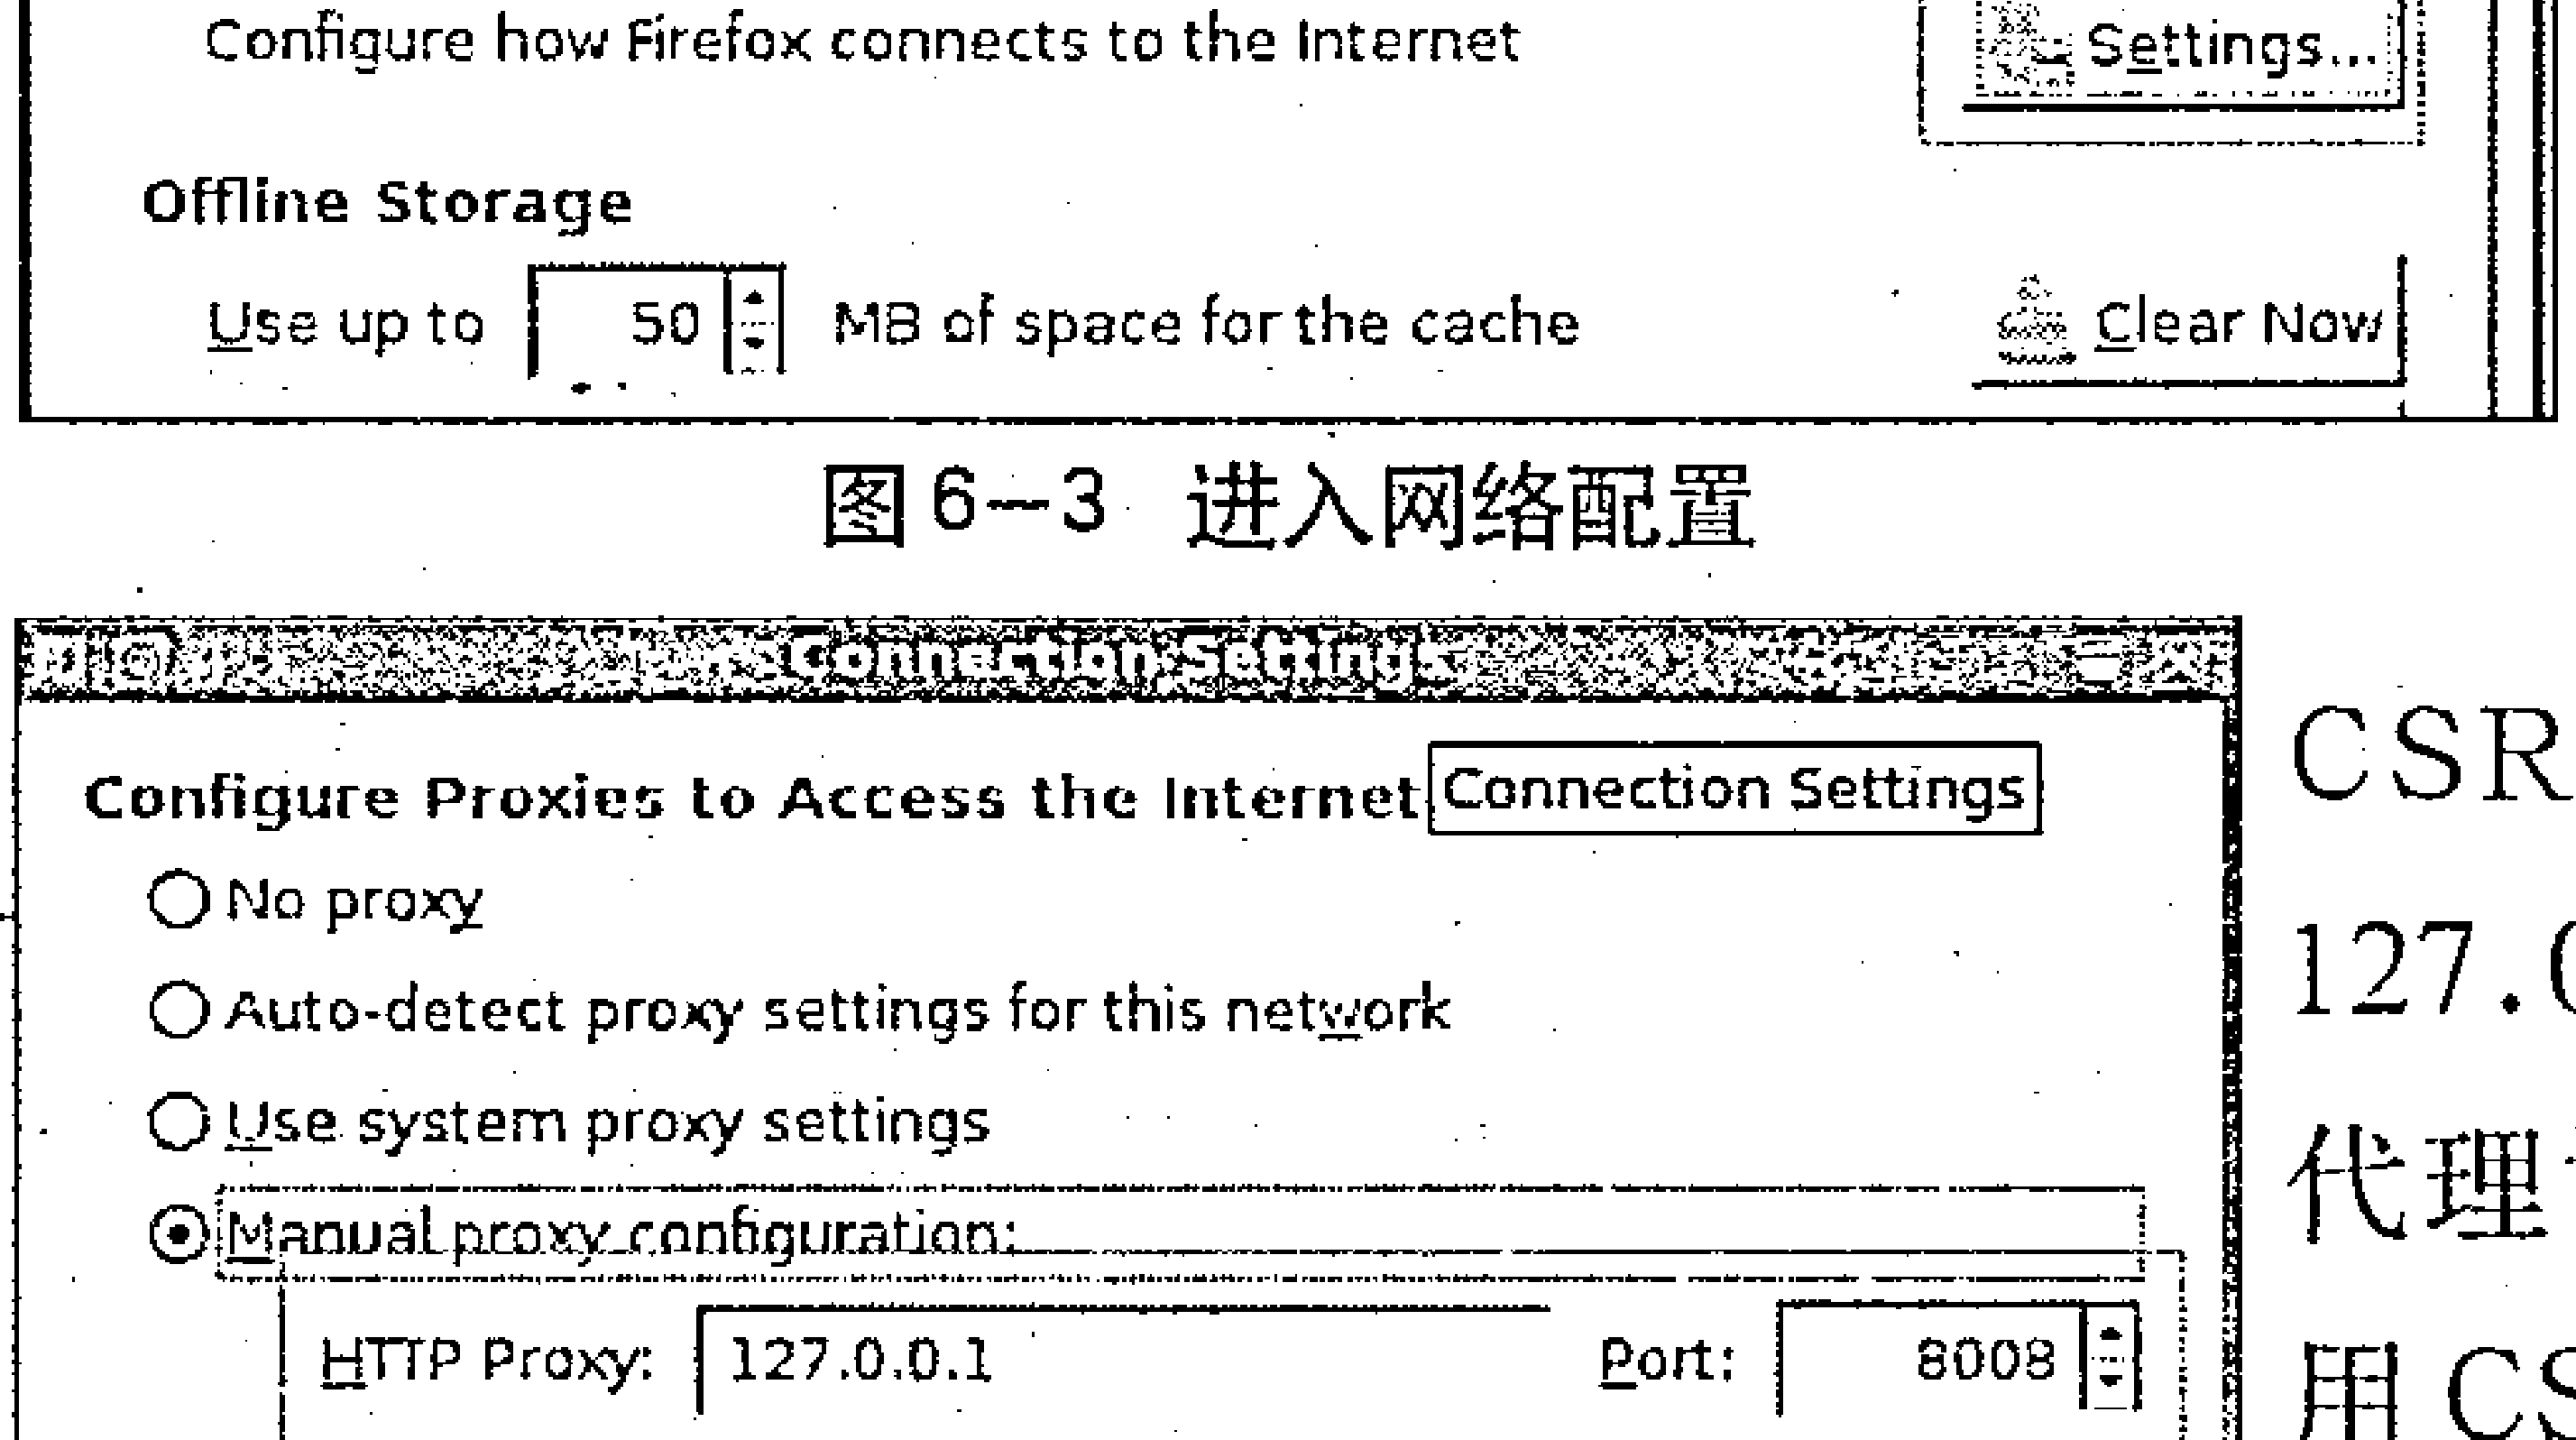 Configure how Firefox connects to the Internet Settings...
Offline Storage
Use up to 50 MB of space for the cache Clear Now
图 6—3 进入网络配置
Connection Settings
Configure Proxies to Access the Internet Connection Settings
No proxy
Auto-detect proxy settings for this network
Use system proxy settings
Manual proxy configuration:
HTTP Proxy: 127.0.0.1 Port: 8008
CSR
127.0
代理
用 CS